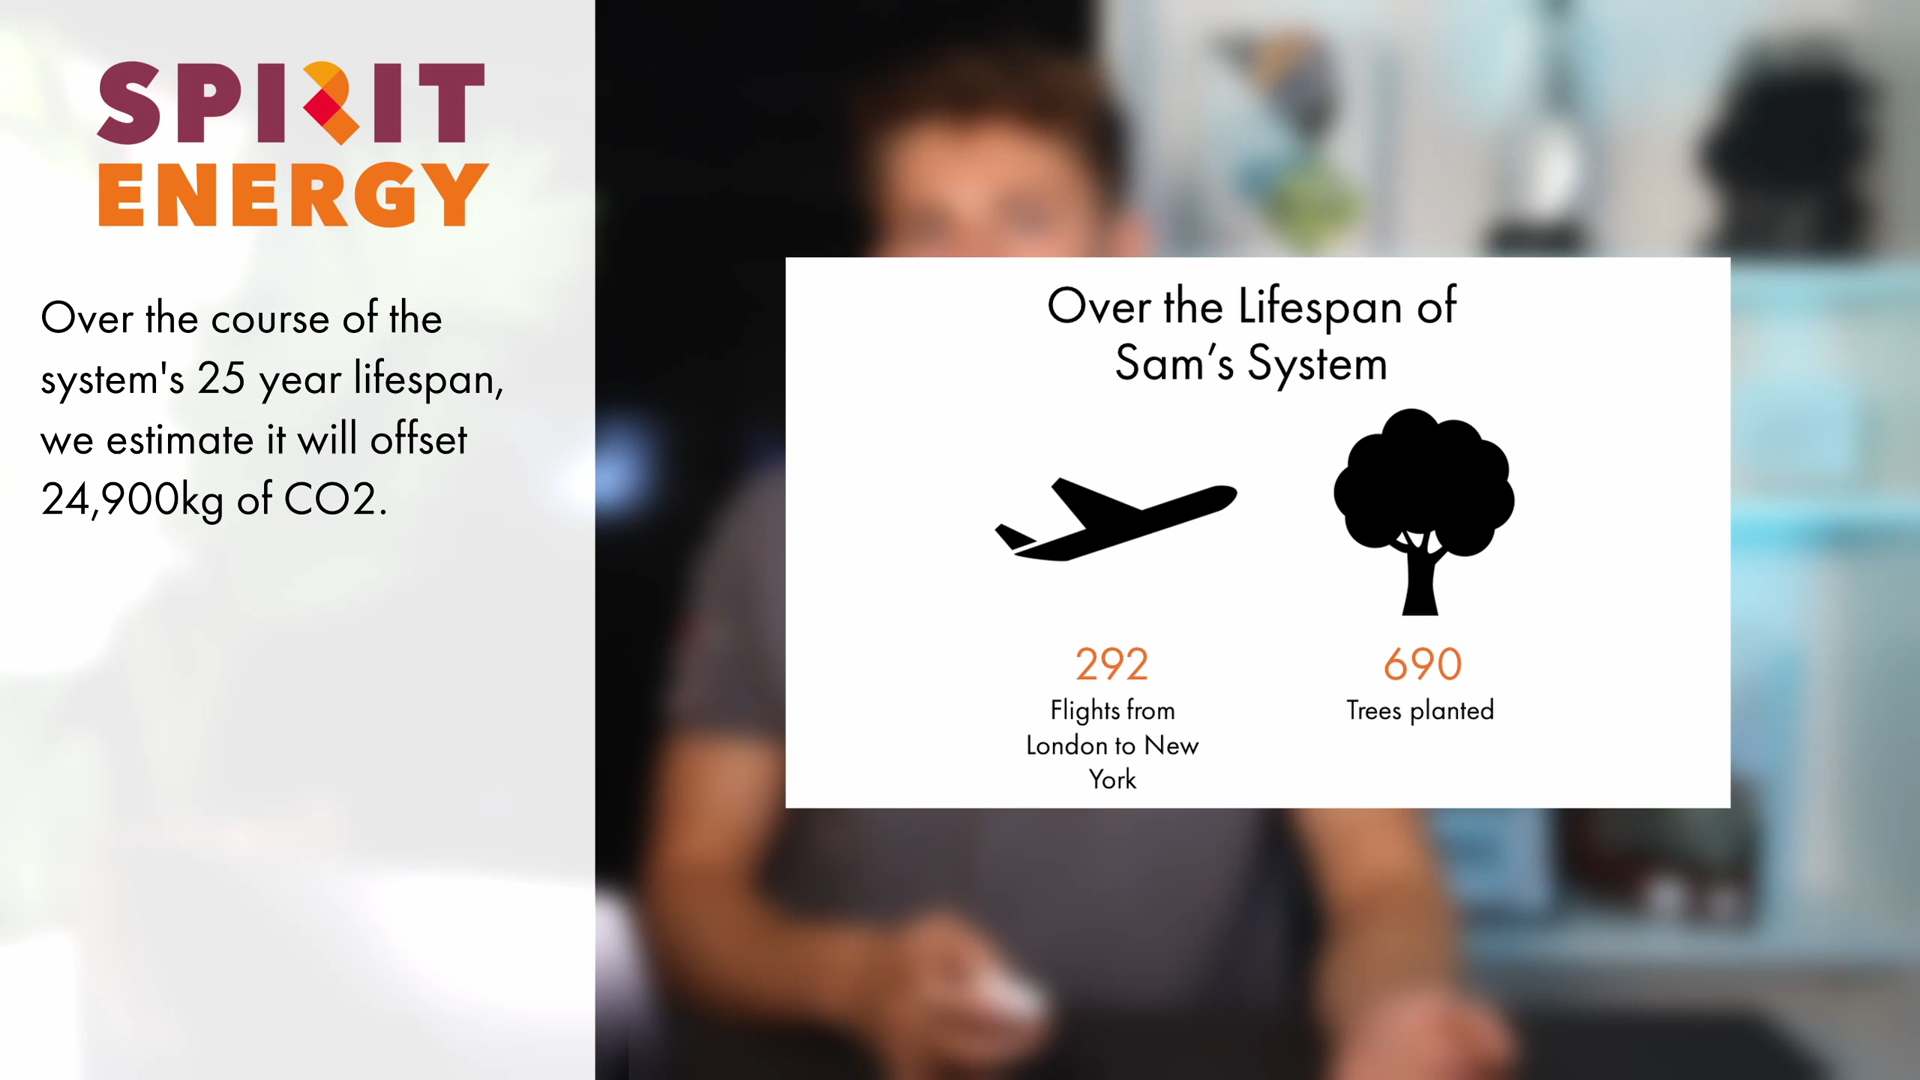 SPIRIT
ENERGY
Over the course of the
system's 25 year lifespan,
we estimate it will offset
24,900kg of CO2.
Over the Lifespan of
Sam’s System
292
Flights from
London to New
York
690
Trees planted